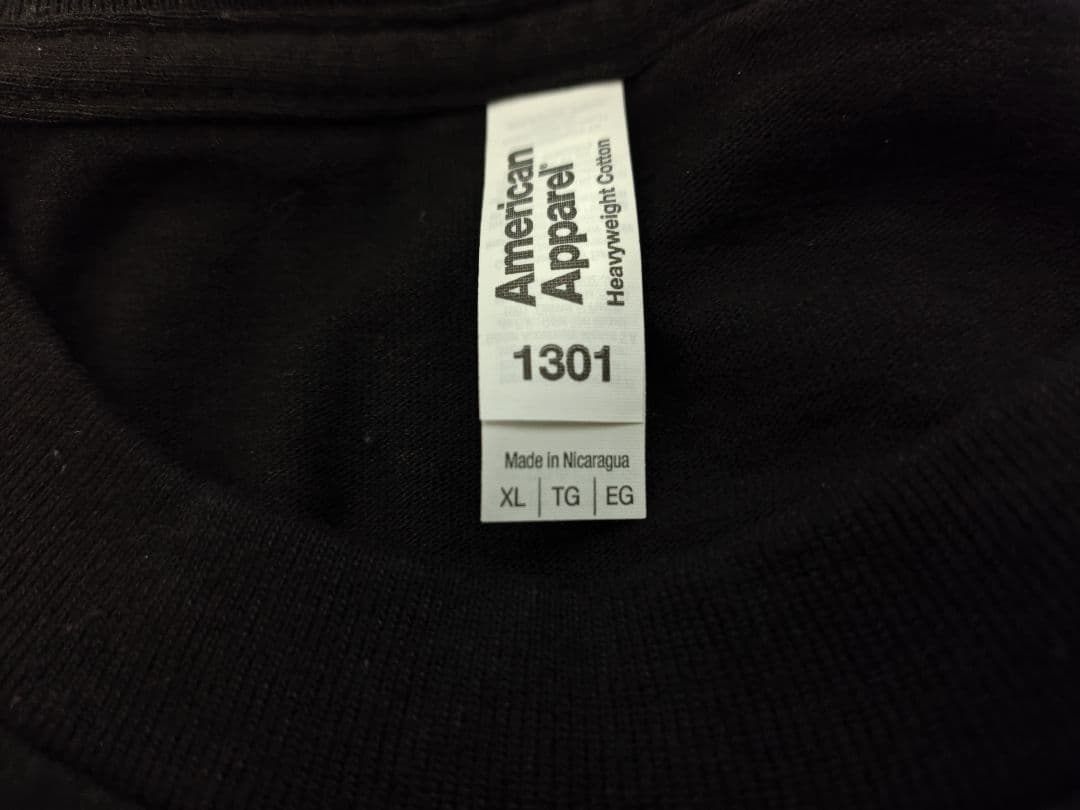 American
Apparel
Heavyweight Cotton
1301
Made in Nicaragua
XL | TG | EG